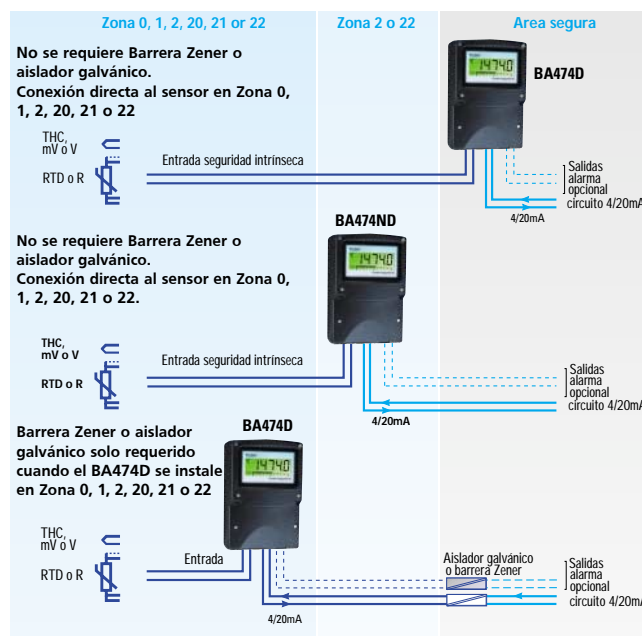 Zona 0, 1, 2, 20, 21 or 22
Zona 2 o 22
Area segura
No se requiere Barrera Zener o
aislador galvánico.
Conexión directa al sensor en Zona 0,
1, 2, 20, 21 o 22
BA474D
1474.0
THC,
mV o V
RTD o R
Entrada seguridad intrínseca
Salidas
alarma
opcional
circuito 4/20mA
4/20mA
BA474ND
1474.0
No se requiere Barrera Zener o
aislador galvánico.
Conexión directa al sensor en Zona 0,
1, 2, 20, 21 o 22.
THC,
mV o V
RTD o R
Entrada seguridad intrínseca
Salidas
alarma
opcional
circuito 4/20mA
4/20mA
Barrera Zener o aislador
galvánico solo requerido
cuando el BA474D se instale
en Zona 0, 1, 2, 20, 21 o 22
BA474D
1474.0
THC,
mV o V
RTD o R
Entrada
Aislador galvánico
o barrera Zener
Salidas
alarma
opcional
circuito 4/20mA
4/20mA